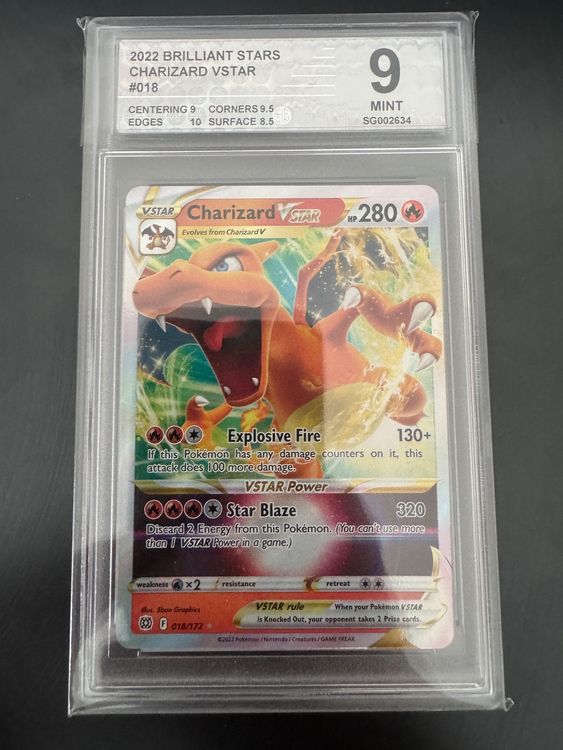 2022 BRILLIANT STARS
CHARIZARD VSTAR
#018
CENTERING 9 CORNERS 9.5
EDGES 10 SURFACE 8.5
9
MINT
SG002634
VSTAR Charizard VSTAR HP 280
Evolves from Charizard V
Explosive Fire 130+
If this Pokémon has any damage counters on it, this
attack does 100 more damage.
VSTAR Power
Star Blaze 320
Discard 2 Energy from this Pokémon. (You can't use more
than 1 VSTAR Power in a game.)
weakness ×2 resistance retreat
Illus. 5ban Graphics
F 018/172
VSTAR rule When your Pokémon VSTAR
is Knocked Out, your opponent takes 2 Prize cards.
©2022 Pokémon / Nintendo / Creatures / GAME FREAK